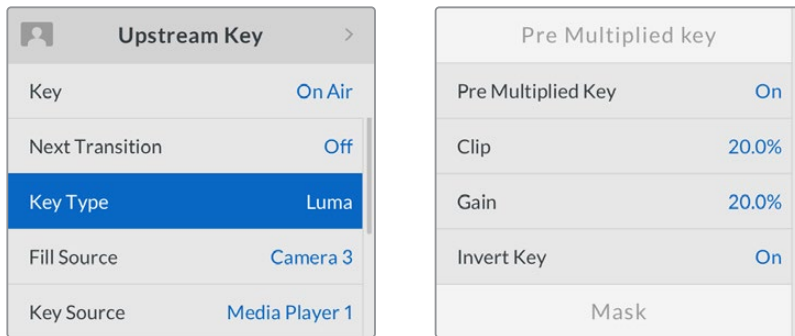 Upstream Key
Key On Air
Next Transition Off
Key Type Luma
Fill Source Camera 3
Key Source Media Player 1
Pre Multiplied key
Pre Multiplied Key On
Clip 20.0%
Gain 20.0%
Invert Key On
Mask